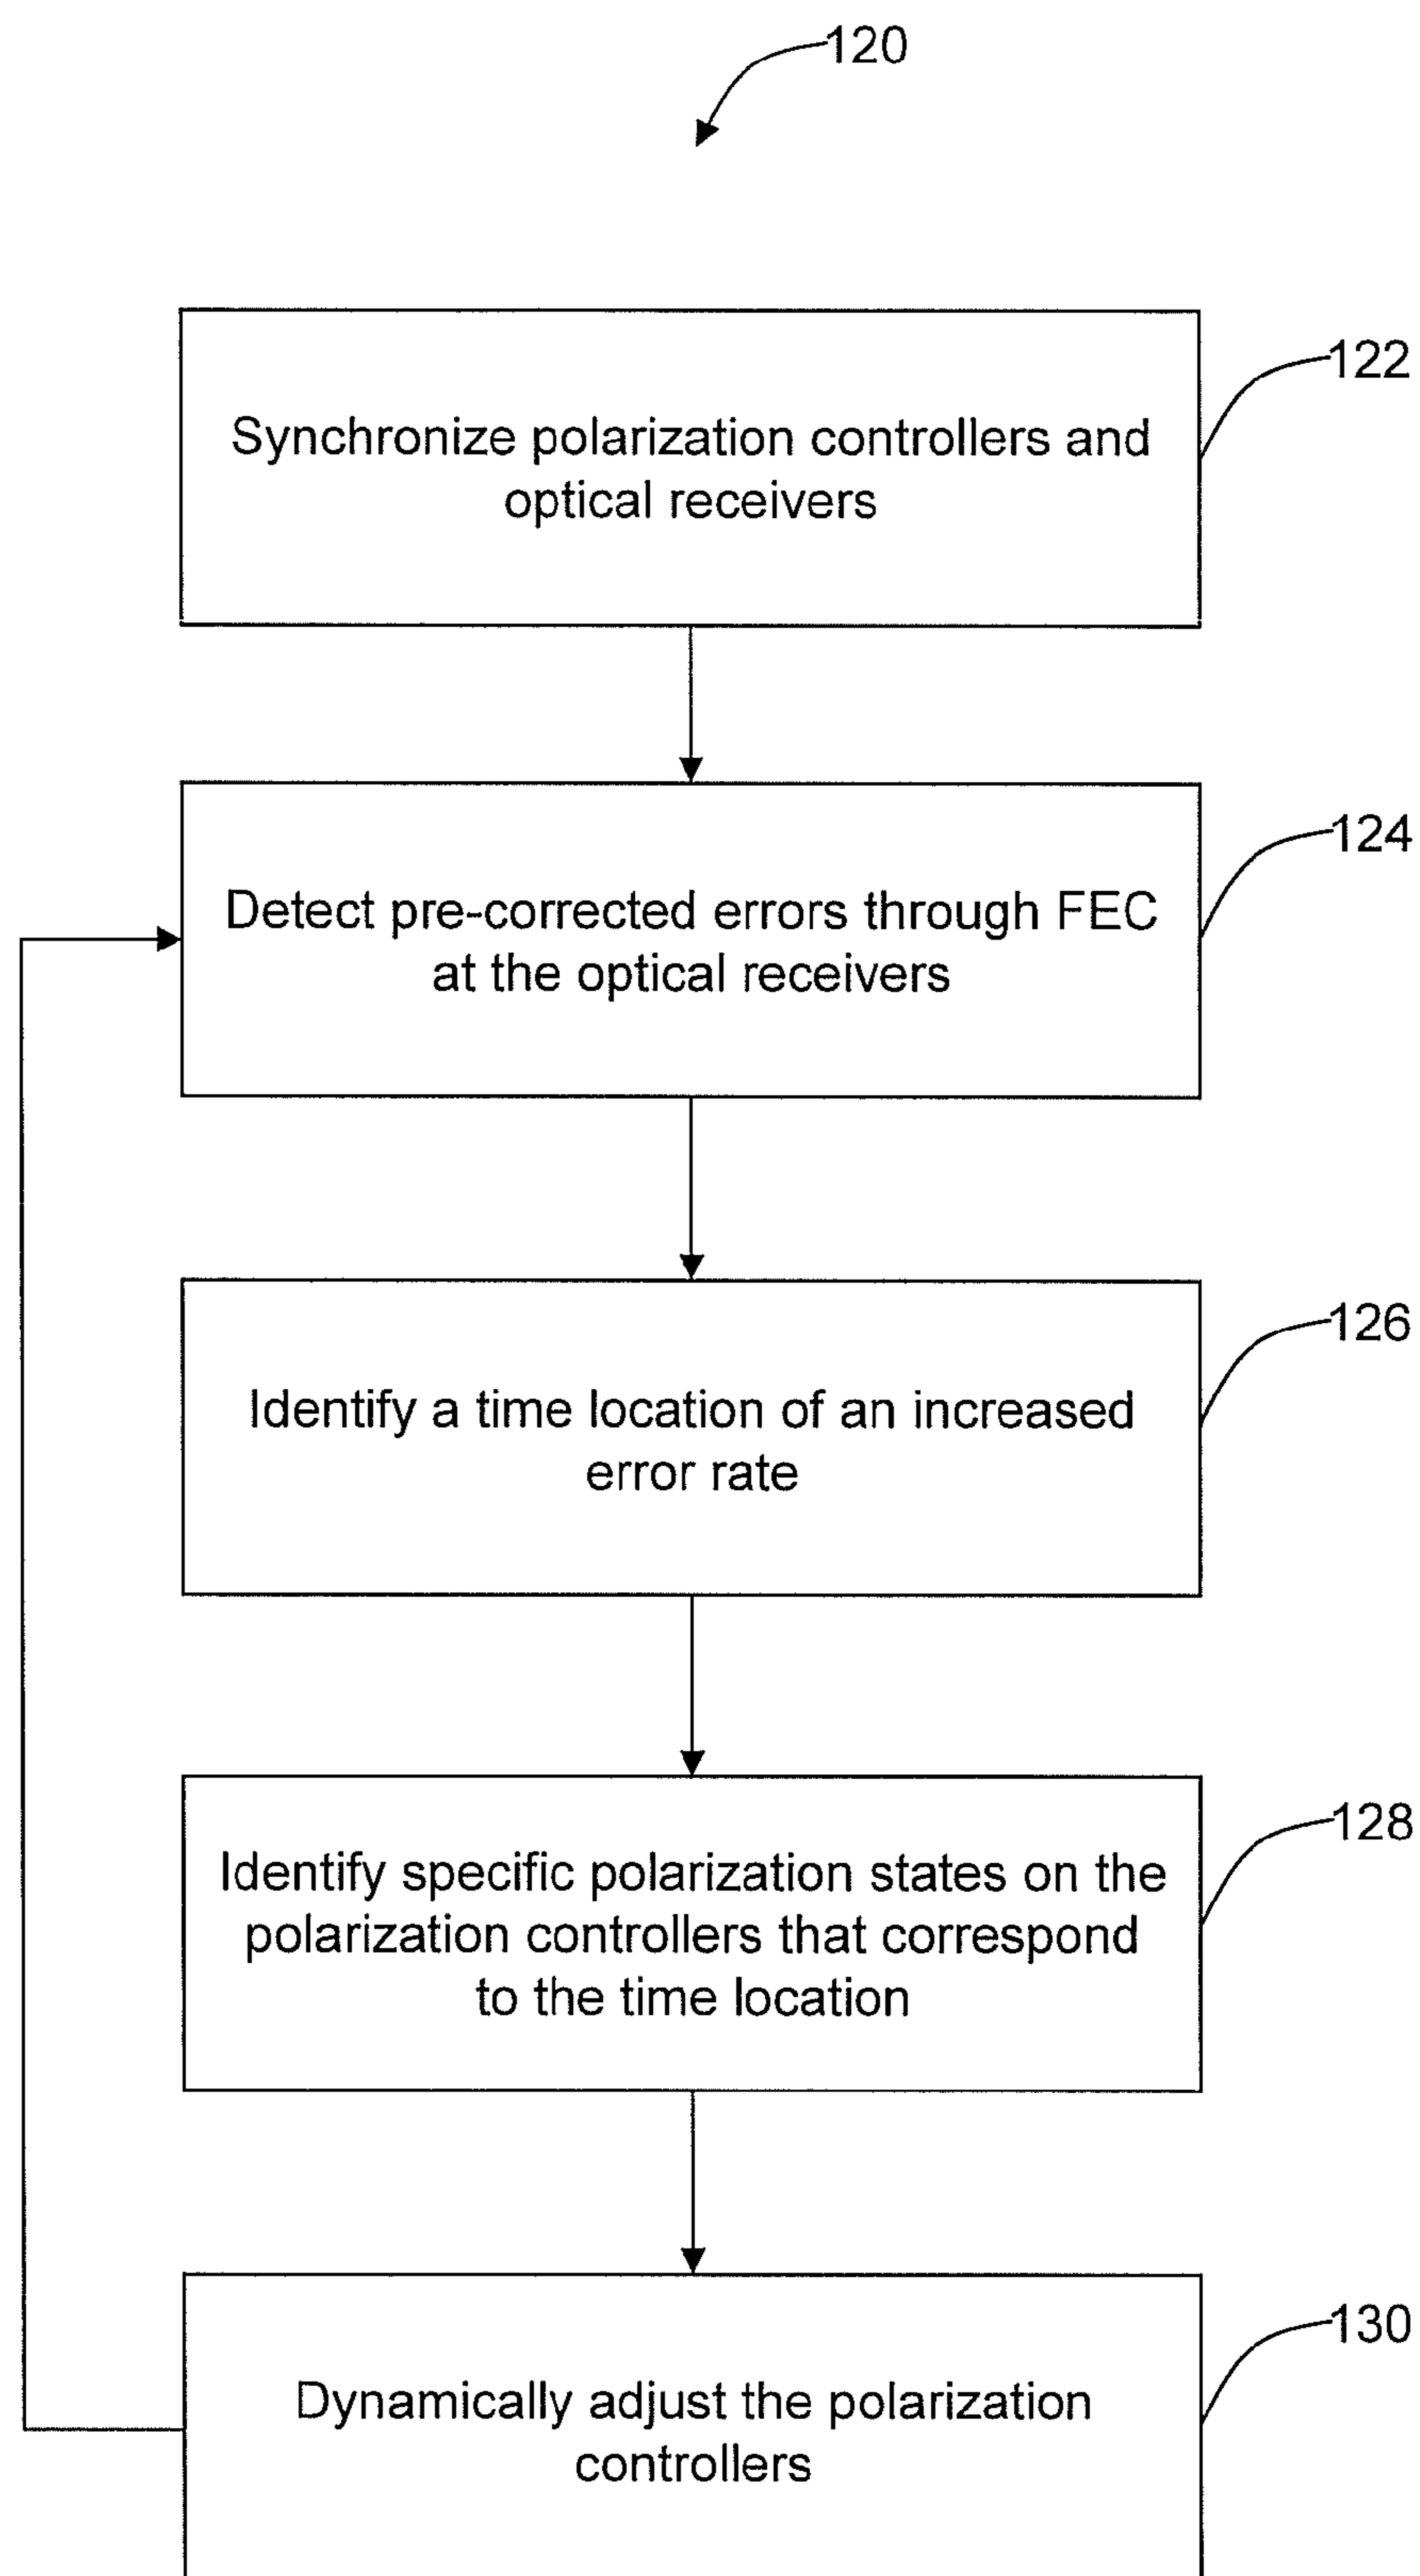 120
122
Synchronize polarization controllers and
optical receivers
124
Detect pre-corrected errors through FEC
at the optical receivers
126
Identify a time location of an increased
error rate
128
Identify specific polarization states on the
polarization controllers that correspond
to the time location
130
Dynamically adjust the polarization
controllers